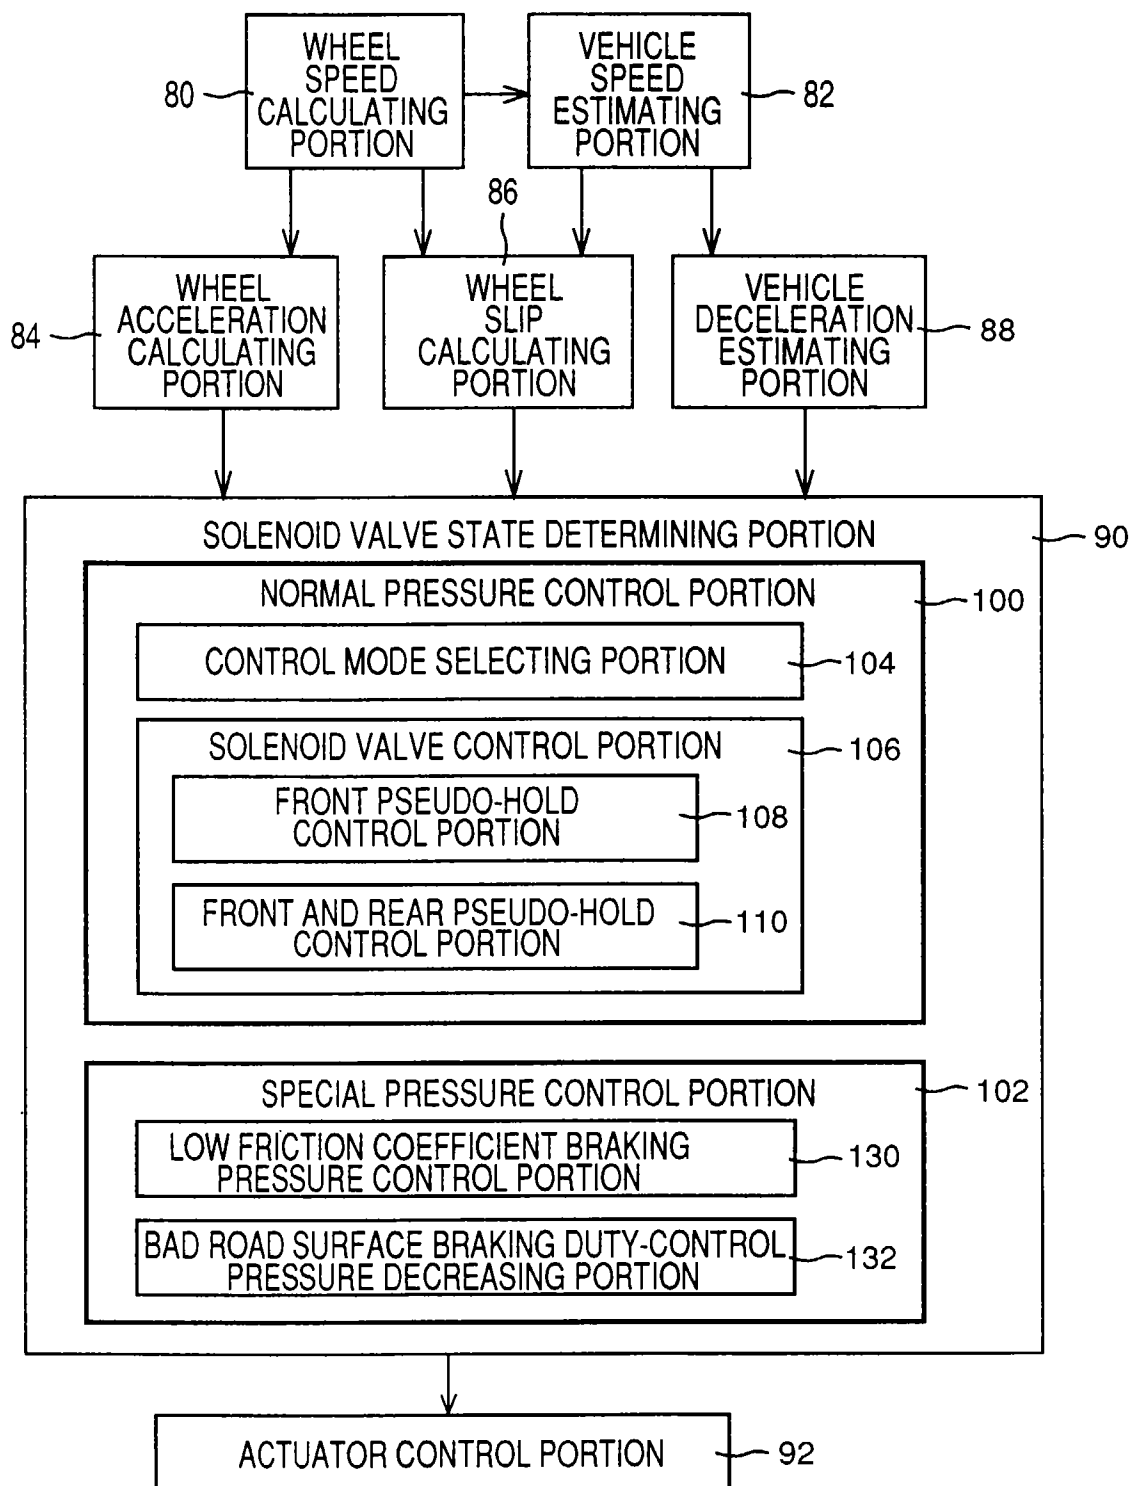 WHEEL
SPEED
CALCULATING
PORTION
80
VEHICLE
SPEED
ESTIMATING
PORTION
82
86
WHEEL
ACCELERATION
CALCULATING
PORTION
84
WHEEL
SLIP
CALCULATING
PORTION
VEHICLE
DECELERATION
ESTIMATING
PORTION
88
SOLENOID VALVE STATE DETERMINING PORTION
90
NORMAL PRESSURE CONTROL PORTION
100
CONTROL MODE SELECTING PORTION
104
SOLENOID VALVE CONTROL PORTION
106
FRONT PSEUDO-HOLD
CONTROL PORTION
108
FRONT AND REAR PSEUDO-HOLD
CONTROL PORTION
110
SPECIAL PRESSURE CONTROL PORTION
102
LOW FRICTION COEFFICIENT BRAKING
PRESSURE CONTROL PORTION
130
BAD ROAD SURFACE BRAKING DUTY-CONTROL
PRESSURE DECREASING PORTION
132
ACTUATOR CONTROL PORTION
92